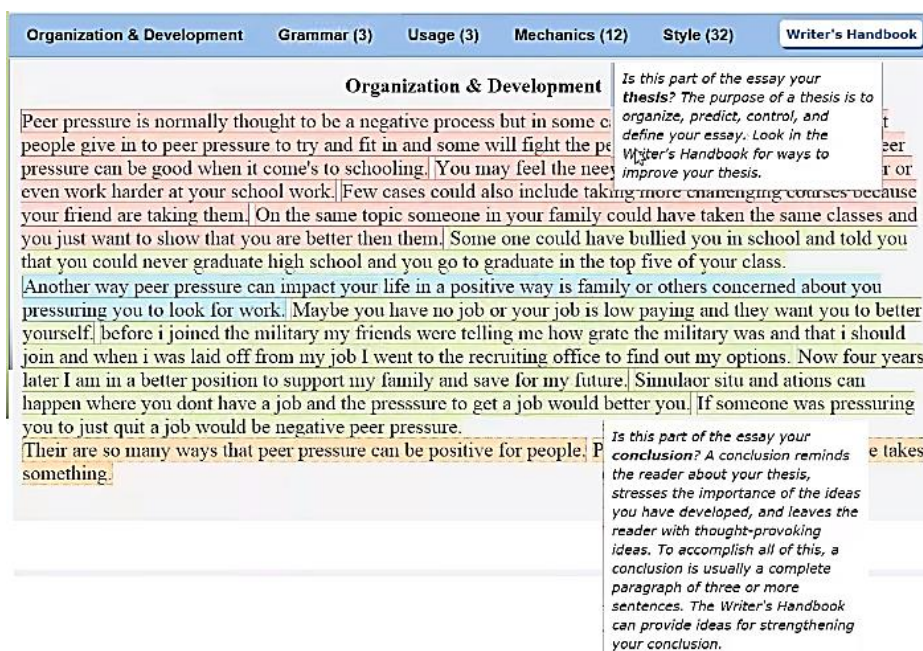 Organization & Development Grammar (3) Usage (3) Mechanics (12) Style (32) Writer's Handbook
Organization & Development
Is this part of the essay your
thesis? The purpose of a thesis is to
organize, predict, control, and
define your essay. Look in the
Writer's Handbook for ways to
improve your thesis.
Peer pressure is normally thought to be a negative process but in some
people give in to peer pressure to try and fit in and some will fight the
pressure can be good when it come's to schooling. You may feel the or
even work harder at your school work. Few cases could also include taking more challenging courses because
your friend are taking them. On the same topic someone in your family could have taken the same classes and
you just want to show that you are better then them. Some one could have bullied you in school and told you
that you could never graduate high school and you go to graduate in the top five of your class.
Another way peer pressure can impact your life in a positive way is family or others concerned about you
pressuring you to look for work. Maybe you have no job or your job is low paying and they want you to better
yourself. before i joined the military my friends were telling me how grate the military was and that i should
join and when i was laid off from my job I went to the recruiting office to find out my options. Now four years
later I am in a better position to support my family and save for my future. Simulaor situ and ations can
happen where you dont have a job and the presssure to get a job would better you. If someone was pressuring
you to just quit a job would be negative peer pressure.
Their are so many ways that peer pressure can be positive for people. takes
something.
Is this part of the essay your
conclusion? A conclusion reminds
the reader about your thesis,
stresses the importance of the ideas
you have developed, and leaves the
reader with thought-provoking
ideas. To accomplish all of this, a
conclusion is usually a complete
paragraph of three or more
sentences. The Writer's Handbook
can provide ideas for strengthening
your conclusion.